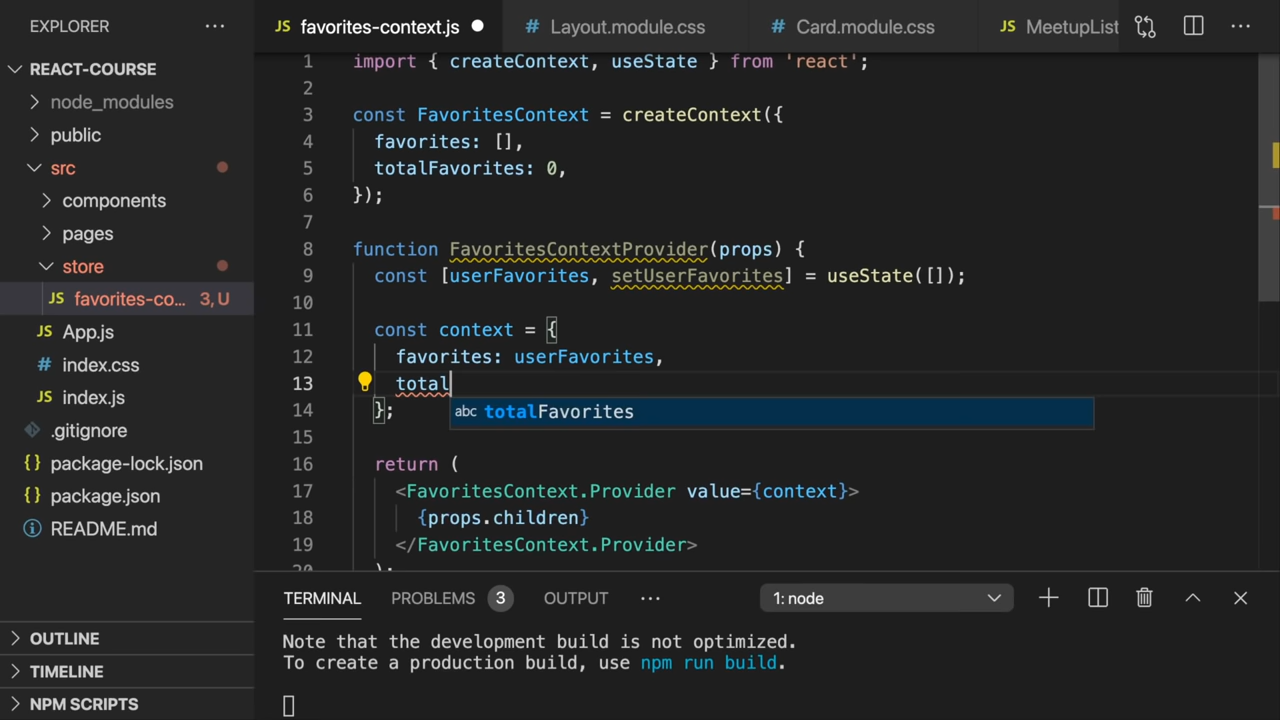 EXPLORER
REACT-COURSE
node_modules
public
src
components
pages
store
JS favorites-co... 3, U
JS App.js
# index.css
JS index.js
.gitignore
{} package-lock.json
{} package.json
README.md
OUTLINE
TIMELINE
NPM SCRIPTS
JS favorites-context.js # Layout.module.css # Card.module.css JS MeetupList
1 import { createContext, useState } from 'react';
2
3 const FavoritesContext = createContext({
4 favorites: [],
5 totalFavorites: 0,
6 });
7
8 function FavoritesContextProvider(props) {
9 const [userFavorites, setUserFavorites] = useState([]);
10
11 const context = {
12 favorites: userFavorites,
13 total
abc totalFavorites
14 };
15
16 return (
17 <FavoritesContext.Provider value={context}>
18 {props.children}
19 </FavoritesContext.Provider>
20 );
TERMINAL PROBLEMS 3 OUTPUT ... 1: node
Note that the development build is not optimized.
To create a production build, use npm run build.